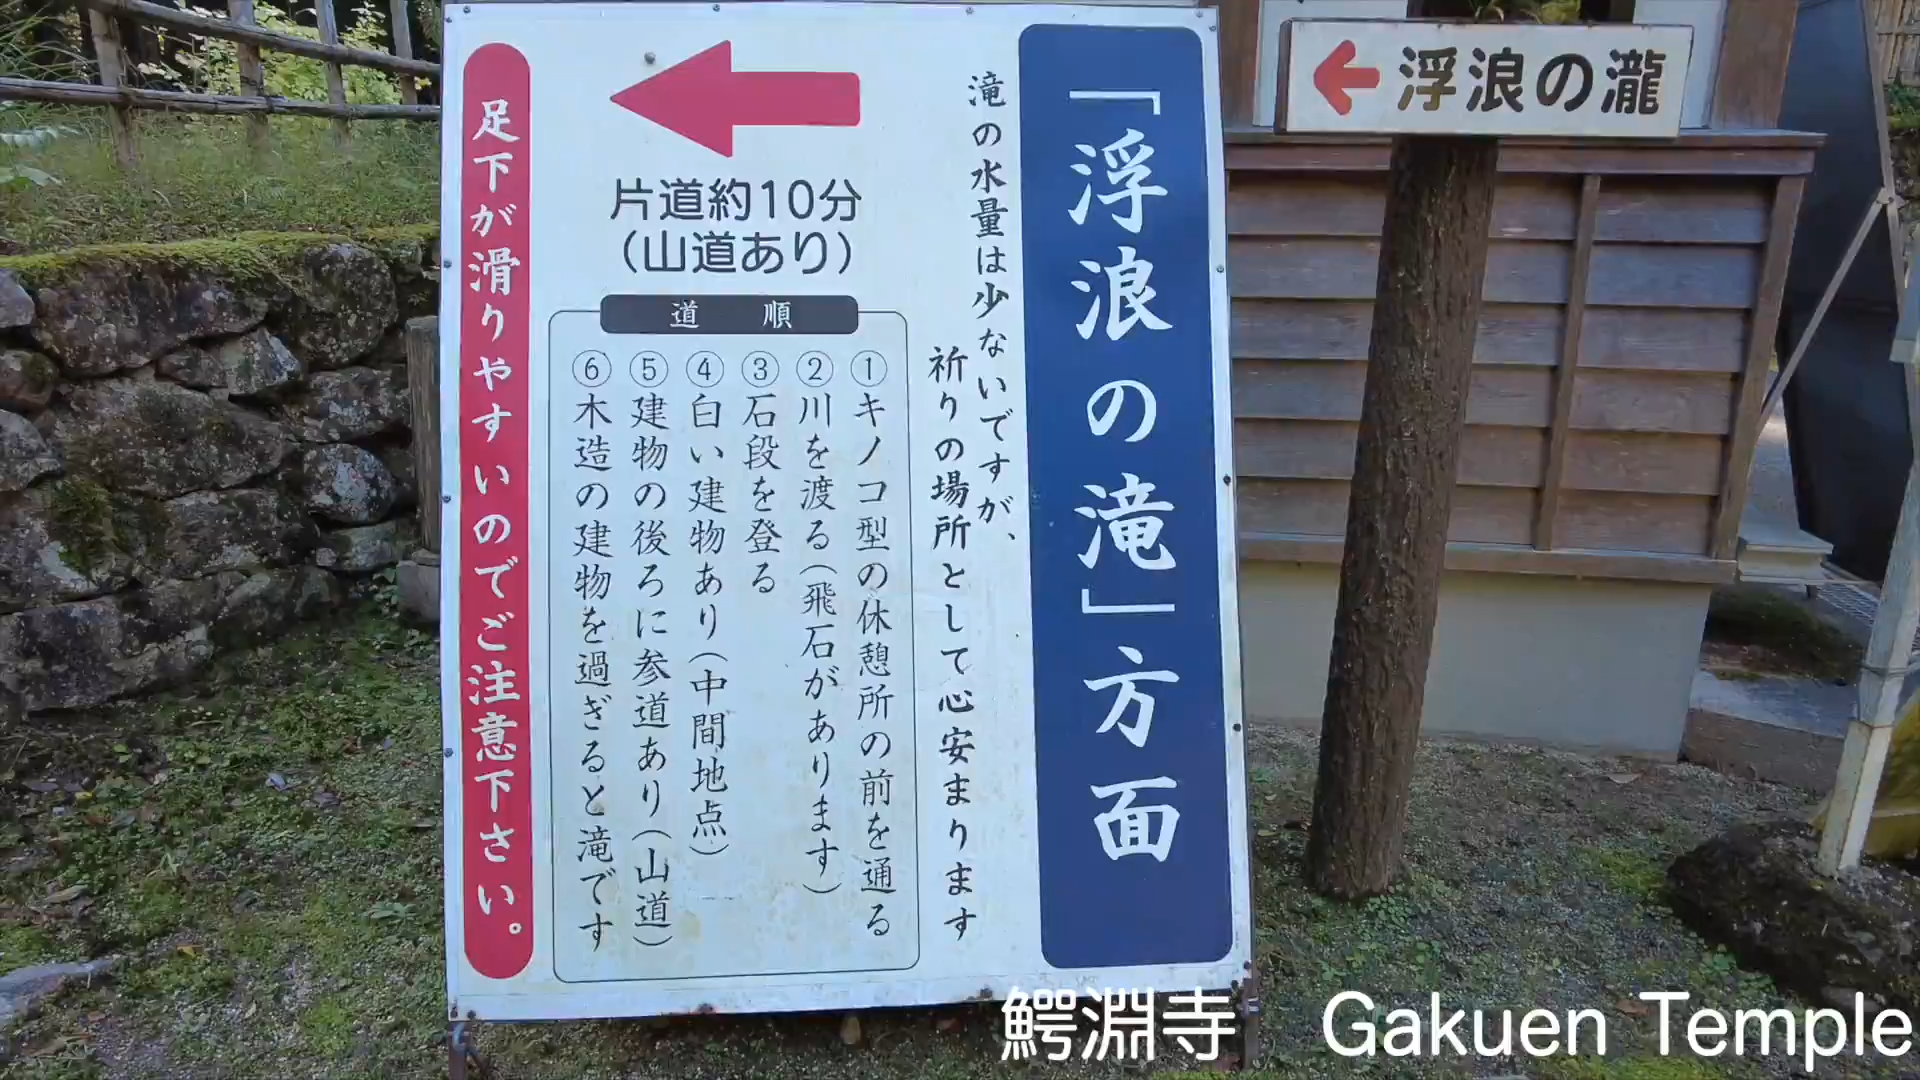 「浮浪の滝」方面
滝の水量は少ないですが、
祈りの場所として心安まります
片道約10分
（山道あり）
道順
①キノコ型の休憩所の前を通る
②川を渡る（飛石があります）
③石段を登る
④白い建物あり（中間地点）
⑤建物の後ろに参道あり（山道）
⑥木造の建物を過ぎると滝です
足下が滑りやすいのでご注意下さい。
浮浪の瀧
鰐淵寺　Gakuen Temple